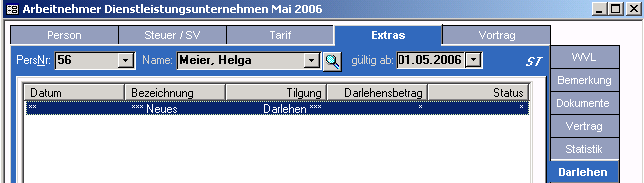 Arbeitnehmer Dienstleistungsunternehmen Mai 2006
Person Steuer / SV Tarif Extras Vortrag
PersNr: 56 Name: Meier, Helga gültig ab: 01.05.2006 ST
WVL
Bemerkung
Datum Bezeichnung Tilgung Darlehensbetrag Status
** *** Neues Darlehen *** * *
Dokumente
Vertrag
Statistik
Darlehen